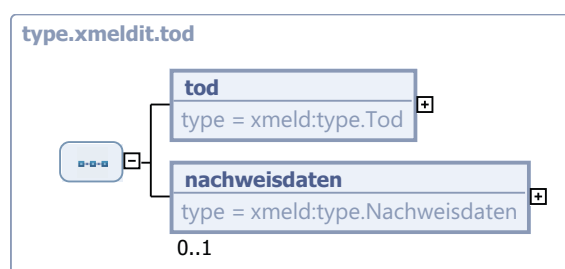 type.xmeldit.tod
tod
type = xmeld:type.Tod
nachweisdaten
type = xmeld:type.Nachweisdaten
0..1